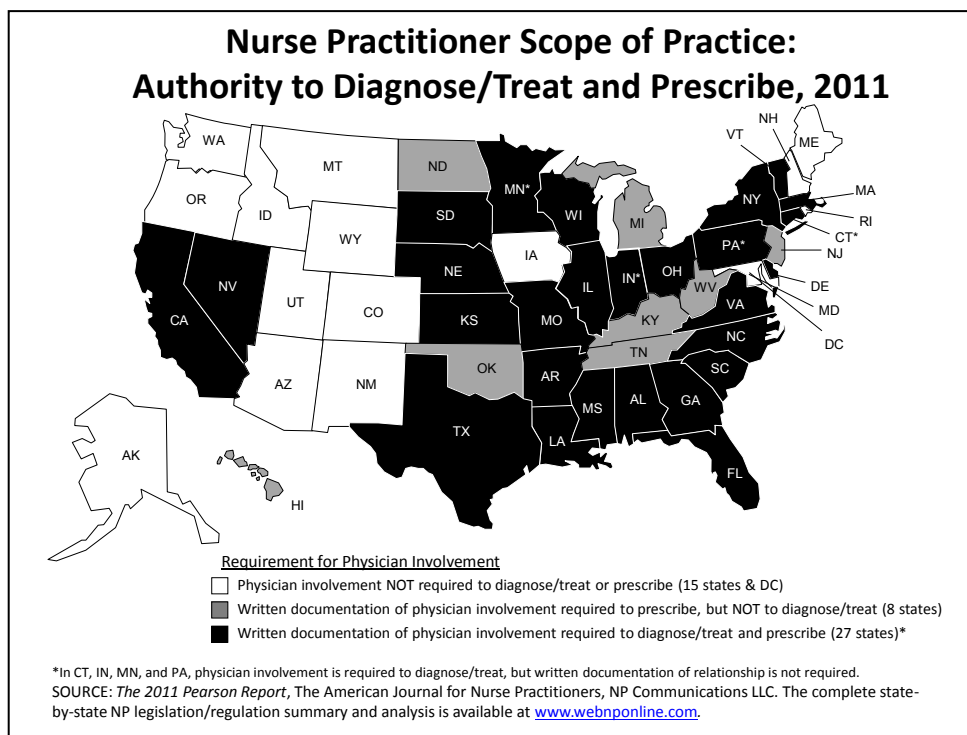 Nurse Practitioner Scope of Practice:
Authority to Diagnose/Treat and Prescribe, 2011
NH
VT
ME
WA
MT
ND
MN*
OR
ID
WY
SD
WI
MI
NY
MA
RI
CT*
NJ
PA*
IA
NE
NV
UT
CO
CA
IL
IN*
OH
WV
DE
MD
DC
VA
KS
MO
KY
NC
TN
AZ
NM
OK
AR
SC
MS
AL
GA
TX
LA
FL
AK
HI
Requirement for Physician Involvement
Physician involvement NOT required to diagnose/treat or prescribe (15 states & DC)
Written documentation of physician involvement required to prescribe, but NOT to diagnose/treat (8 states)
Written documentation of physician involvement required to diagnose/treat and prescribe (27 states)*
*In CT, IN, MN, and PA, physician involvement is required to diagnose/treat, but written documentation of relationship is not required.
SOURCE: The 2011 Pearson Report, The American Journal for Nurse Practitioners, NP Communications LLC. The complete state-
by-state NP legislation/regulation summary and analysis is available at www.webnponline.com.